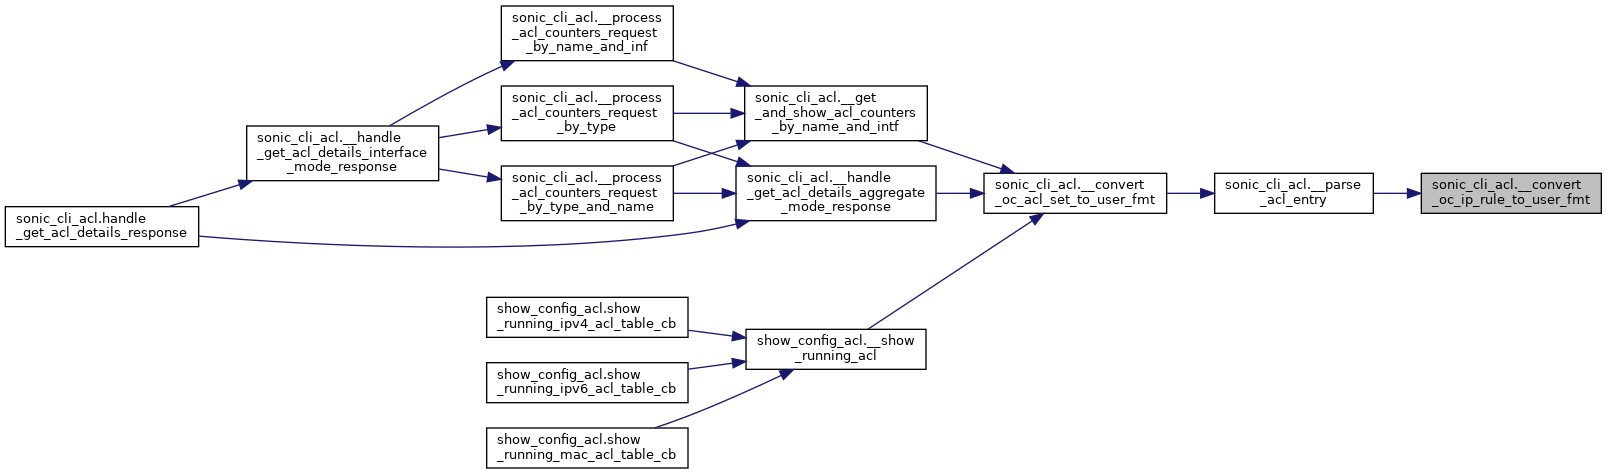 sonic_cli_acl.__process
_acl_counters_request
_by_name_and_inf
sonic_cli_acl.__process
_acl_counters_request
_by_type
sonic_cli_acl.__get
_and_show_acl_counters
_by_name_and_intf
sonic_cli_acl.__handle
_get_acl_details_interface
_mode_response
sonic_cli_acl.__process
_acl_counters_request
_by_type_and_name
sonic_cli_acl.__handle
_get_acl_details_aggregate
_mode_response
sonic_cli_acl.__convert
_oc_acl_set_to_user_fmt
sonic_cli_acl.__parse
_acl_entry
sonic_cli_acl.__convert
_oc_ip_rule_to_user_fmt
sonic_cli_acl.handle
_get_acl_details_response
show_config_acl.show
_running_ipv4_acl_table_cb
show_config_acl.__show
_running_acl
show_config_acl.show
_running_ipv6_acl_table_cb
show_config_acl.show
_running_mac_acl_table_cb